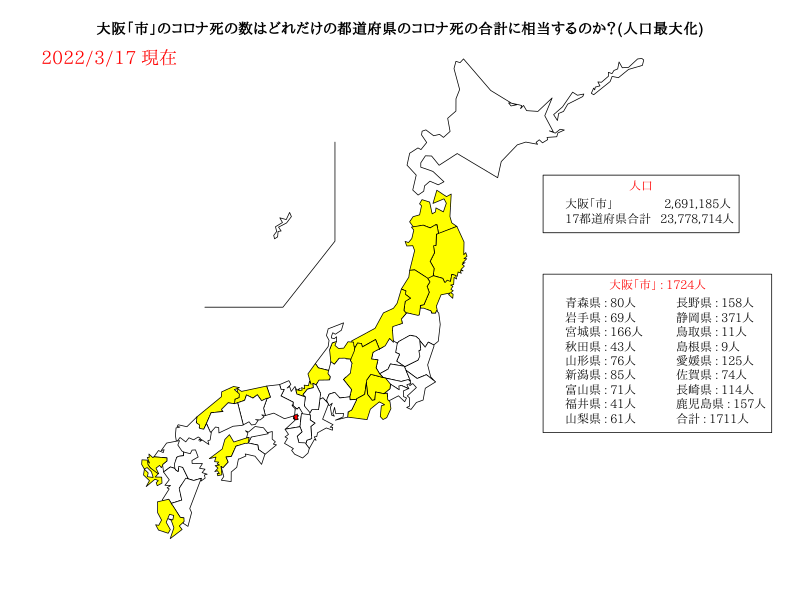 大阪「市」のコロナ死の数はどれだけの都道府県のコロナ死の合計に相当するのか?(人口最大化)
2022/3/17 現在
人口
大阪「市」 2,691,185人
17都道府県合計 23,778,714人
大阪「市」 : 1724人
青森県 : 80人 長野県 : 158人
岩手県 : 69人 静岡県 : 371人
宮城県 : 166人 鳥取県 : 11人
秋田県 : 43人 島根県 : 9人
山形県 : 76人 愛媛県 : 125人
新潟県 : 85人 佐賀県 : 74人
富山県 : 71人 長崎県 : 114人
福井県 : 41人 鹿児島県 : 157人
山梨県 : 61人 合計 : 1711人